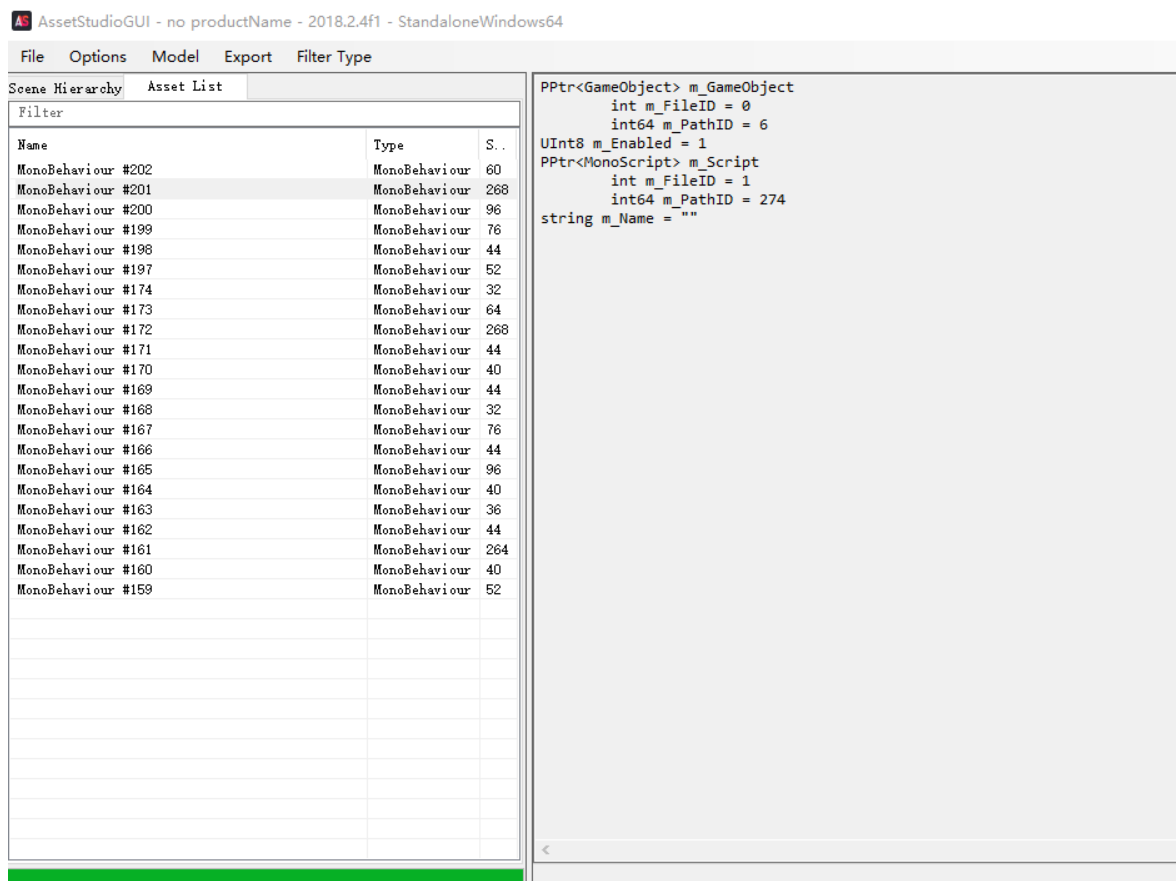 AS AssetStudioGUI - no productName - 2018.2.4f1 - StandaloneWindows64
File Options Model Export Filter Type
Scene Hierarchy Asset List
Filter
Name Type S..
MonoBehaviour #202 MonoBehaviour 60
MonoBehaviour #201 MonoBehaviour 268
MonoBehaviour #200 MonoBehaviour 96
MonoBehaviour #199 MonoBehaviour 76
MonoBehaviour #198 MonoBehaviour 44
MonoBehaviour #197 MonoBehaviour 52
MonoBehaviour #174 MonoBehaviour 32
MonoBehaviour #173 MonoBehaviour 64
MonoBehaviour #172 MonoBehaviour 268
MonoBehaviour #171 MonoBehaviour 44
MonoBehaviour #170 MonoBehaviour 40
MonoBehaviour #169 MonoBehaviour 44
MonoBehaviour #168 MonoBehaviour 32
MonoBehaviour #167 MonoBehaviour 76
MonoBehaviour #166 MonoBehaviour 44
MonoBehaviour #165 MonoBehaviour 96
MonoBehaviour #164 MonoBehaviour 40
MonoBehaviour #163 MonoBehaviour 36
MonoBehaviour #162 MonoBehaviour 44
MonoBehaviour #161 MonoBehaviour 264
MonoBehaviour #160 MonoBehaviour 40
MonoBehaviour #159 MonoBehaviour 52
PPtr<GameObject> m_GameObject
int m_FileID = 0
int64 m_PathID = 6
UInt8 m_Enabled = 1
PPtr<MonoScript> m_Script
int m_FileID = 1
int64 m_PathID = 274
string m_Name = ""